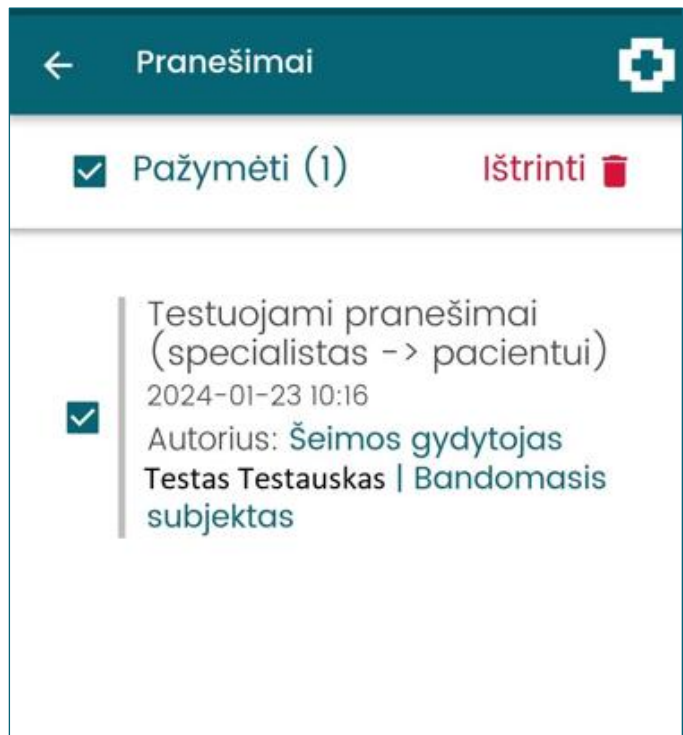 Pranešimai
Pažymėti (1) Ištrinti
Testuojami pranešimai
(specialistas -> pacientui)
2024-01-23 10:16
Autorius: Šeimos gydytojas
Testas Testauskas | Bandomasis
subjektas